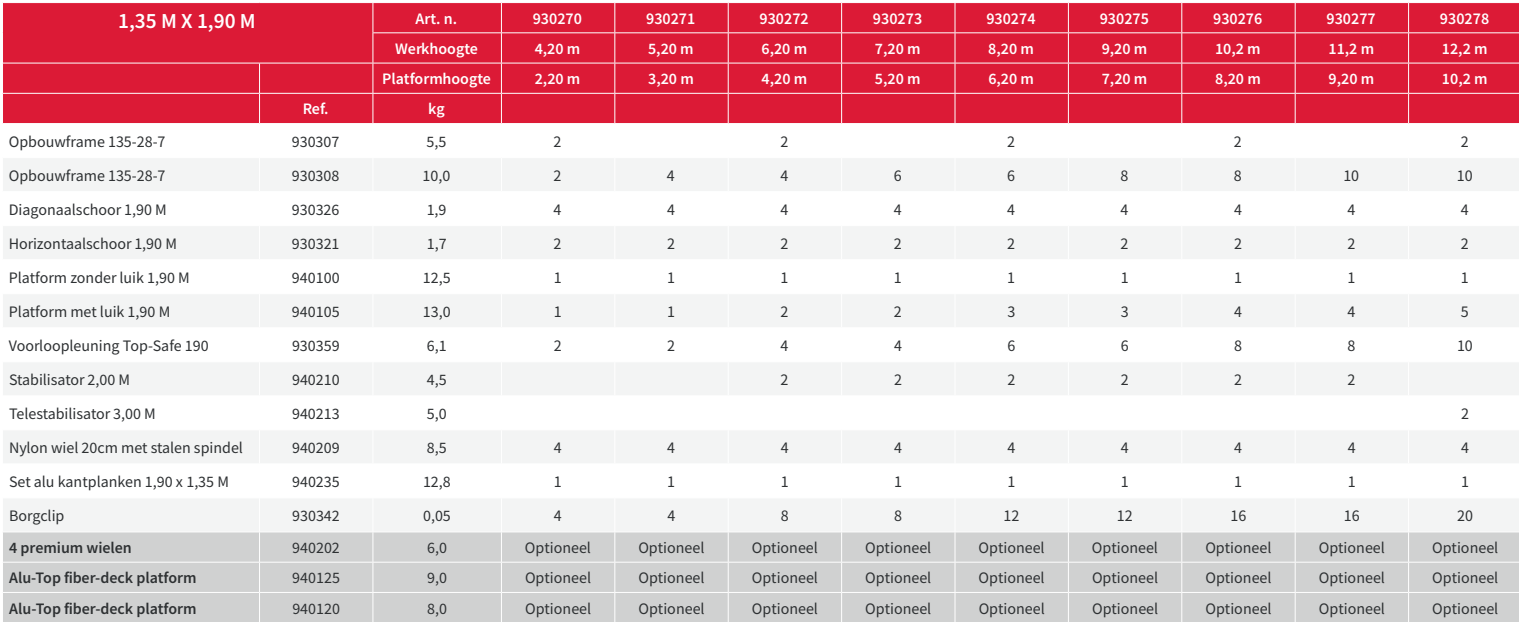 1,35 M X 1,90 M Art. n. 930270 930271 930272 930273 930274 930275 930276 930277 930278
Werkhoogte 4,20 m 5,20 m 6,20 m 7,20 m 8,20 m 9,20 m 10,2 m 11,2 m 12,2 m
Platformhoogte 2,20 m 3,20 m 4,20 m 5,20 m 6,20 m 7,20 m 8,20 m 9,20 m 10,2 m
Ref. kg
Opbouwframe 135-28-7 930307 5,5 2 2 2 2 2
Opbouwframe 135-28-7 930308 10,0 2 4 4 6 6 8 8 10 10
Diagonaalschoor 1,90 M 930326 1,9 4 4 4 4 4 4 4 4 4
Horizontaalschoor 1,90 M 930321 1,7 2 2 2 2 2 2 2 2 2
Platform zonder luik 1,90 M 940100 12,5 1 1 1 1 1 1 1 1 1
Platform met luik 1,90 M 940105 13,0 1 1 2 2 3 3 4 4 5
Voorloopleuning Top-Safe 190 930359 6,1 2 2 4 4 6 6 8 8 10
Stabilisator 2,00 M 940210 4,5 2 2 2 2 2 2
Telestabilisator 3,00 M 940213 5,0 2
Nylon wiel 20cm met stalen spindel 940209 8,5 4 4 4 4 4 4 4 4 4
Set alu kantplanken 1,90 x 1,35 M 940235 12,8 1 1 1 1 1 1 1 1 1
Borgclip 930342 0,05 4 4 8 8 12 12 16 16 20
4 premium wielen 940202 6,0 Optioneel Optioneel Optioneel Optioneel Optioneel Optioneel Optioneel Optioneel Optioneel
Alu-Top fiber-deck platform 940125 9,0 Optioneel Optioneel Optioneel Optioneel Optioneel Optioneel Optioneel Optioneel Optioneel
Alu-Top fiber-deck platform 940120 8,0 Optioneel Optioneel Optioneel Optioneel Optioneel Optioneel Optioneel Optioneel Optioneel